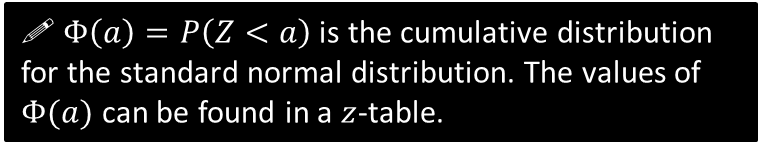 Φ(a) = P(Z < a) is the cumulative distribution
for the standard normal distribution. The values of
Φ(a) can be found in a z-table.